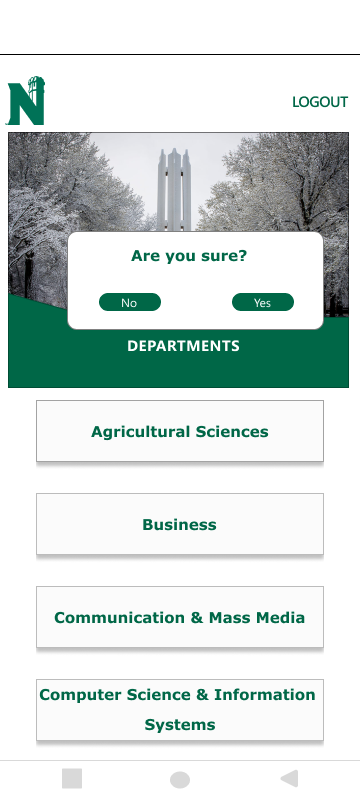 N
LOGOUT
Are you sure?
No
Yes
DEPARTMENTS
Agricultural Sciences
Business
Communication & Mass Media
Computer Science & Information
Systems